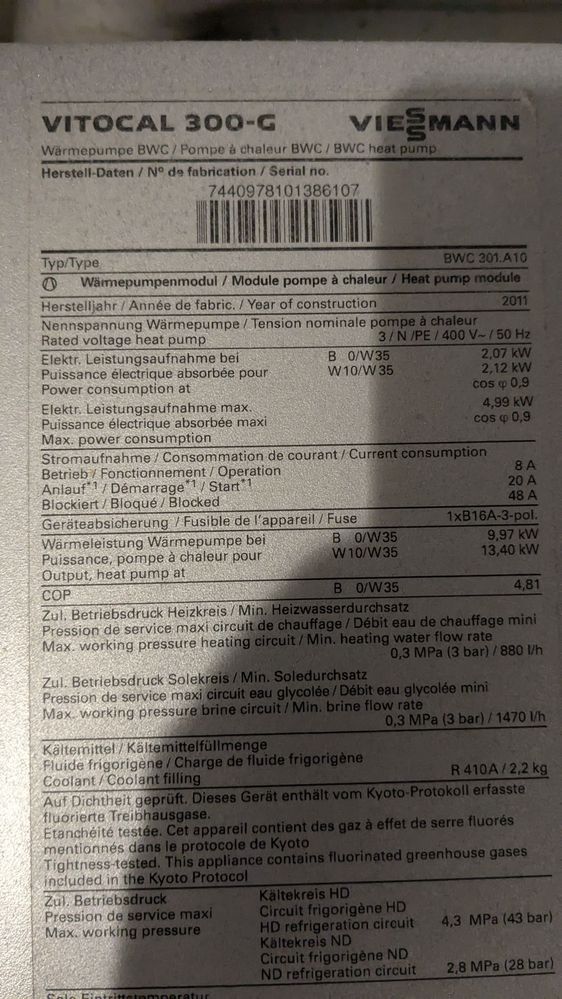 VITOCAL 300-G VIESSMANN
Wärmepumpe BWC / Pompe à chaleur BWC / BWC heat pump
Herstell-Daten / N° de fabrication / Serial no.
7440978101386107
Typ/Type BWC 301.A10
Wärmepumpenmodul / Module pompe à chaleur / Heat pump module
Herstelljahr / Année de fabric. / Year of construction 2011
Nennspannung Wärmepumpe / Tension nominale pompe à chaleur
Rated voltage heat pump 3 / N /PE / 400 V~ / 50 Hz
Elektr. Leistungsaufnahme bei B 0/W35 2,07 kW
Puissance électrique absorbée pour W10/W35 2,12 kW
Power consumption at cos φ 0,9
Elektr. Leistungsaufnahme max. 4,99 kW
Puissance électrique absorbée maxi cos φ 0,9
Max. power consumption
Stromaufnahme / Consommation de courant / Current consumption
Betrieb / Fonctionnement / Operation 8 A
Anlauf*1 / Démarrage*1 / Start*1 20 A
Blockiert / Bloqué / Blocked 48 A
Geräteabsicherung / Fusible de l'appareil / Fuse 1xB16A-3-pol.
Wärmeleistung Wärmepumpe bei B 0/W35 9,97 kW
Puissance, pompe à chaleur pour W10/W35 13,40 kW
Output, heat pump at
COP B 0/W35 4,81
Zul. Betriebsdruck Heizkreis / Min. Heizwasserdurchsatz
Pression de service maxi circuit de chauffage / Débit eau de chauffage mini
Max. working pressure heating circuit / Min. heating water flow rate
0,3 MPa (3 bar) / 880 l/h
Zul. Betriebsdruck Solekreis / Min. Soledurchsatz
Pression de service maxi circuit eau glycolée / Débit eau glycolée mini
Max. working pressure brine circuit / Min. brine flow rate
0,3 MPa (3 bar) / 1470 l/h
Kältemittel / Kältemittelfüllmenge
Fluide frigorigène / Charge de fluide frigorigène
Coolant / Coolant filling R 410A / 2,2 kg
Auf Dichtheit geprüft. Dieses Gerät enthält vom Kyoto-Protokoll erfasste
fluorierte Treibhausgase.
Etanchéité testée. Cet appareil contient des gaz à effet de serre fluorés
mentionnés dans le protocole de Kyoto
Tightness-tested. This appliance contains fluorinated greenhouse gases
included in the Kyoto Protocol
Zul. Betriebsdruck Kältekreis HD
Pression de service maxi Circuit frigorigène HD
Max. working pressure HD refrigeration circuit 4,3 MPa (43 bar)
Kältekreis ND
Circuit frigorigène ND
ND refrigeration circuit 2,8 MPa (28 bar)